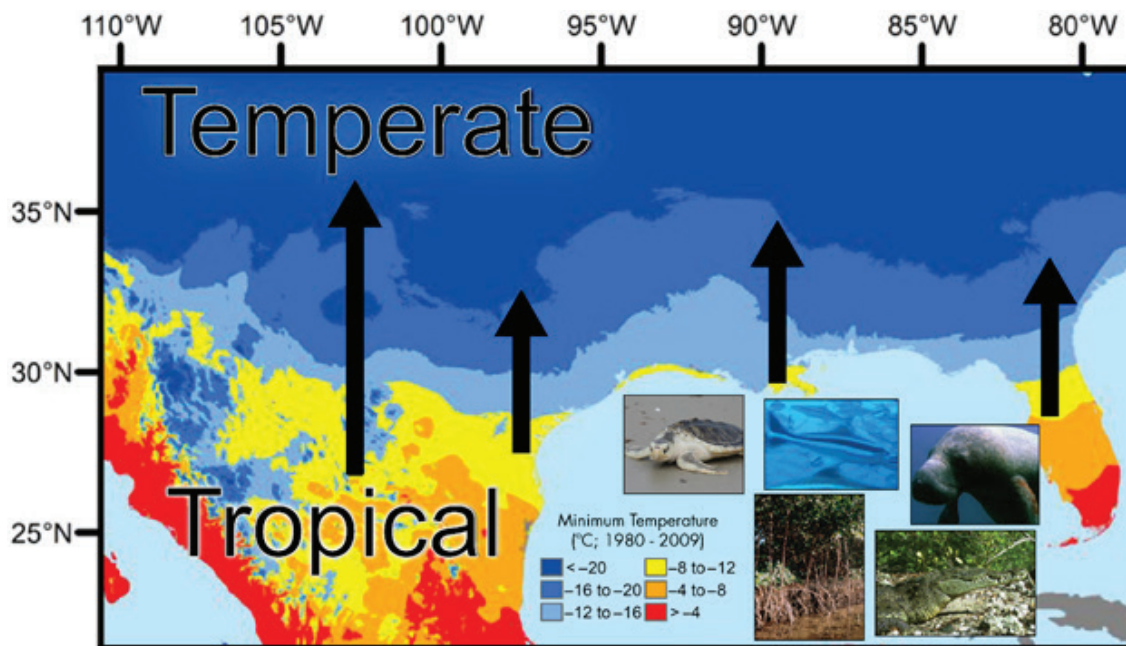 110°W 105°W 100°W 95°W 90°W 85°W 80°W
Temperate
35°N
30°N
25°N
Tropical
Minimum Temperature
(°C; 1980 - 2009)
< –20 –8 to –12
–16 to –20 –4 to –8
–12 to –16 > –4